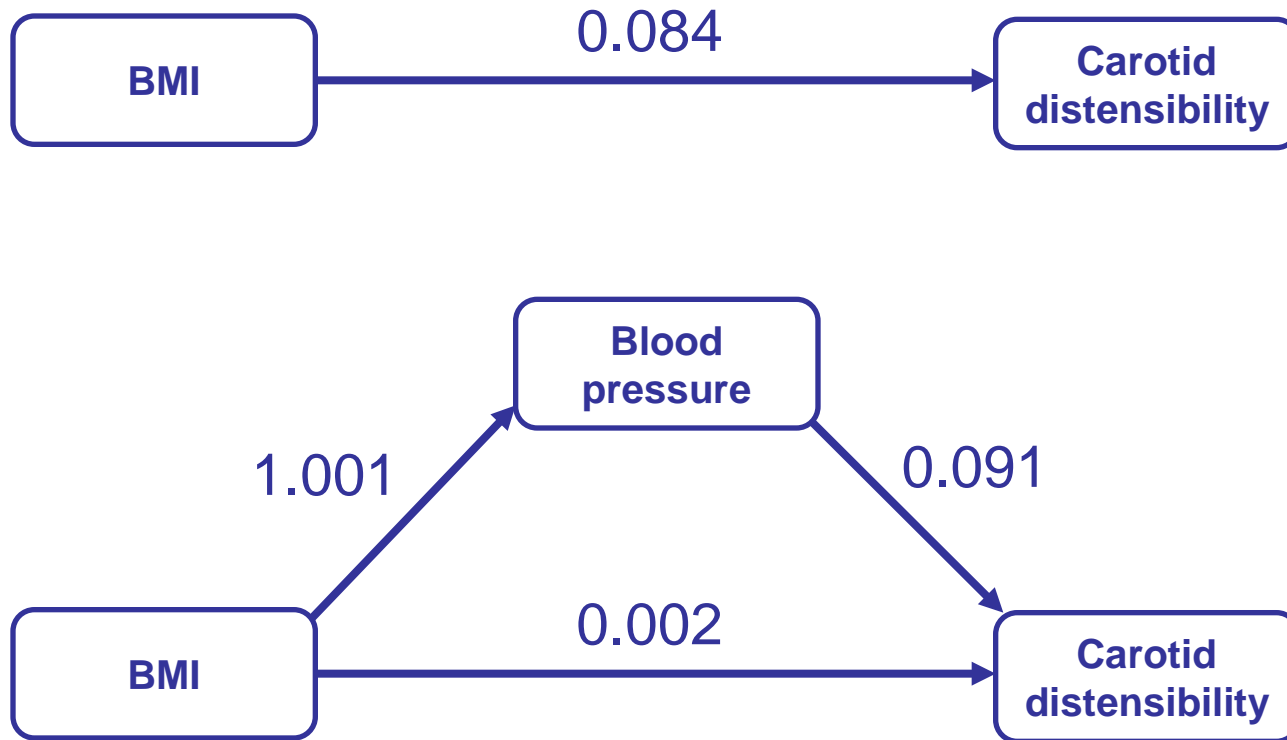 0.084
BMI
Carotid
distensibility
Blood
pressure
1.001
0.091
0.002
BMI
Carotid
distensibility